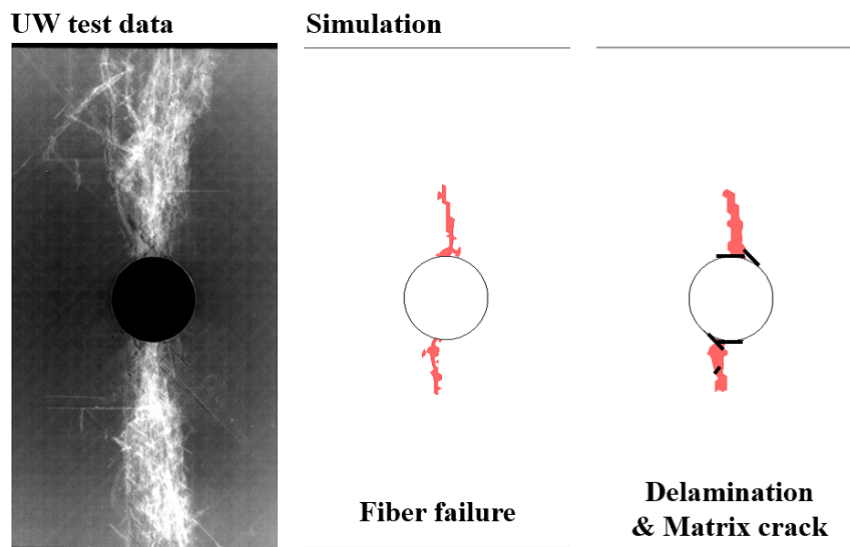 UW test data
Simulation
Fiber failure
Delamination
& Matrix crack